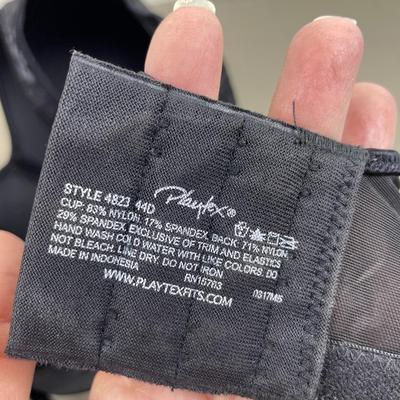 Playtex®
STYLE 4823 44D
CUP: 83% NYLON, 17% SPANDEX. BACK: 71% NYLON
29% SPANDEX. EXCLUSIVE OF TRIM AND ELASTICS
HAND WASH COLD WATER WITH LIKE COLORS. DO
NOT BLEACH. LINE DRY. DO NOT IRON
MADE IN INDONESIA RN15763
WWW.PLAYTEXFITS.COM